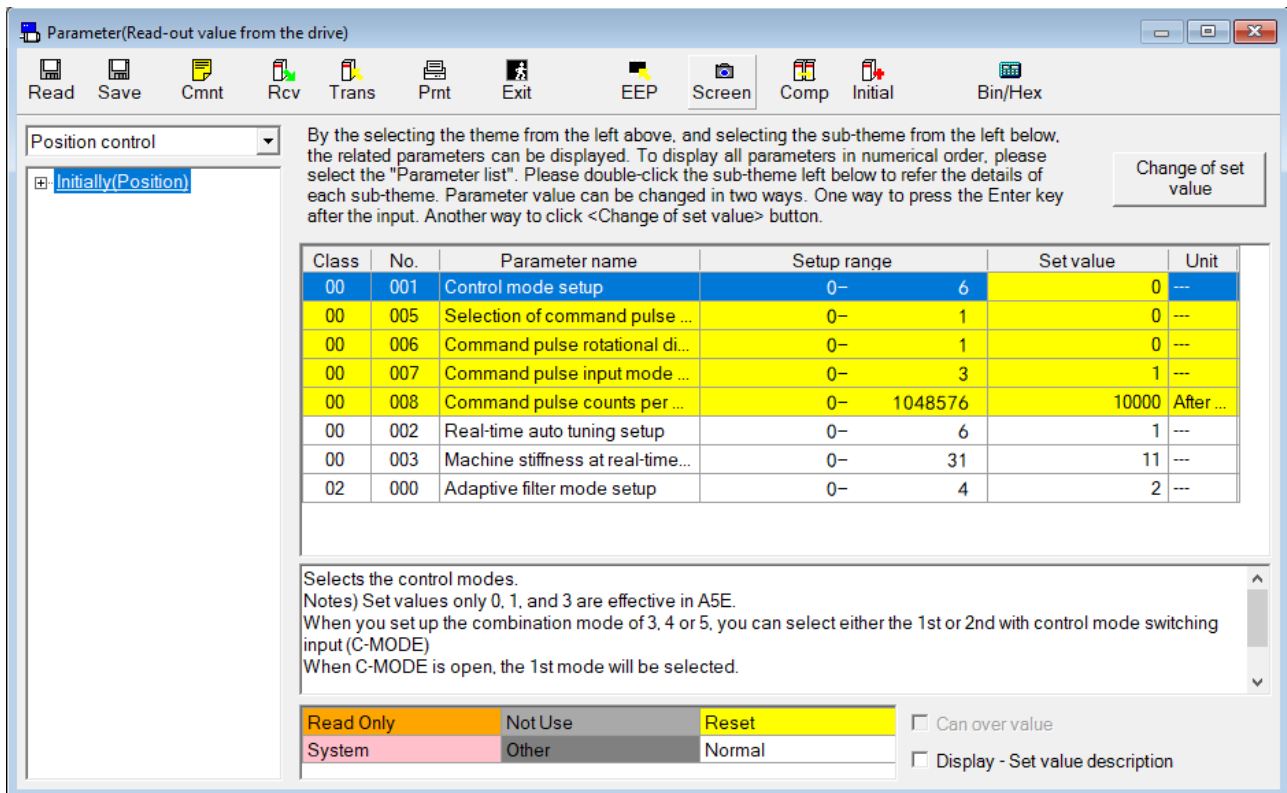 Parameter(Read-out value from the drive)
Read Save Cmnt Rcv Trans Prnt Exit EEP Screen Comp Initial Bin/Hex
Position control
Initially(Position)
By the selecting the theme from the left above, and selecting the sub-theme from the left below,
the related parameters can be displayed. To display all parameters in numerical order, please
select the "Parameter list". Please double-click the sub-theme left below to refer the details of
each sub-theme. Parameter value can be changed in two ways. One way to press the Enter key
after the input. Another way to click <Change of set value> button.
Change of set
value
Class No. Parameter name Setup range Set value Unit
00 001 Control mode setup 0– 6 0 ---
00 005 Selection of command pulse ... 0– 1 0 ---
00 006 Command pulse rotational di... 0– 1 0 ---
00 007 Command pulse input mode ... 0– 3 1 ---
00 008 Command pulse counts per ... 0– 1048576 10000 After ...
00 002 Real-time auto tuning setup 0– 6 1 ---
00 003 Machine stiffness at real-time... 0– 31 11 ---
02 000 Adaptive filter mode setup 0– 4 2 ---
Selects the control modes.
Notes) Set values only 0, 1, and 3 are effective in A5E.
When you set up the combination mode of 3, 4 or 5, you can select either the 1st or 2nd with control mode switching
input (C-MODE)
When C-MODE is open, the 1st mode will be selected.
Read Only Not Use Reset
System Other Normal
Can over value
Display - Set value description